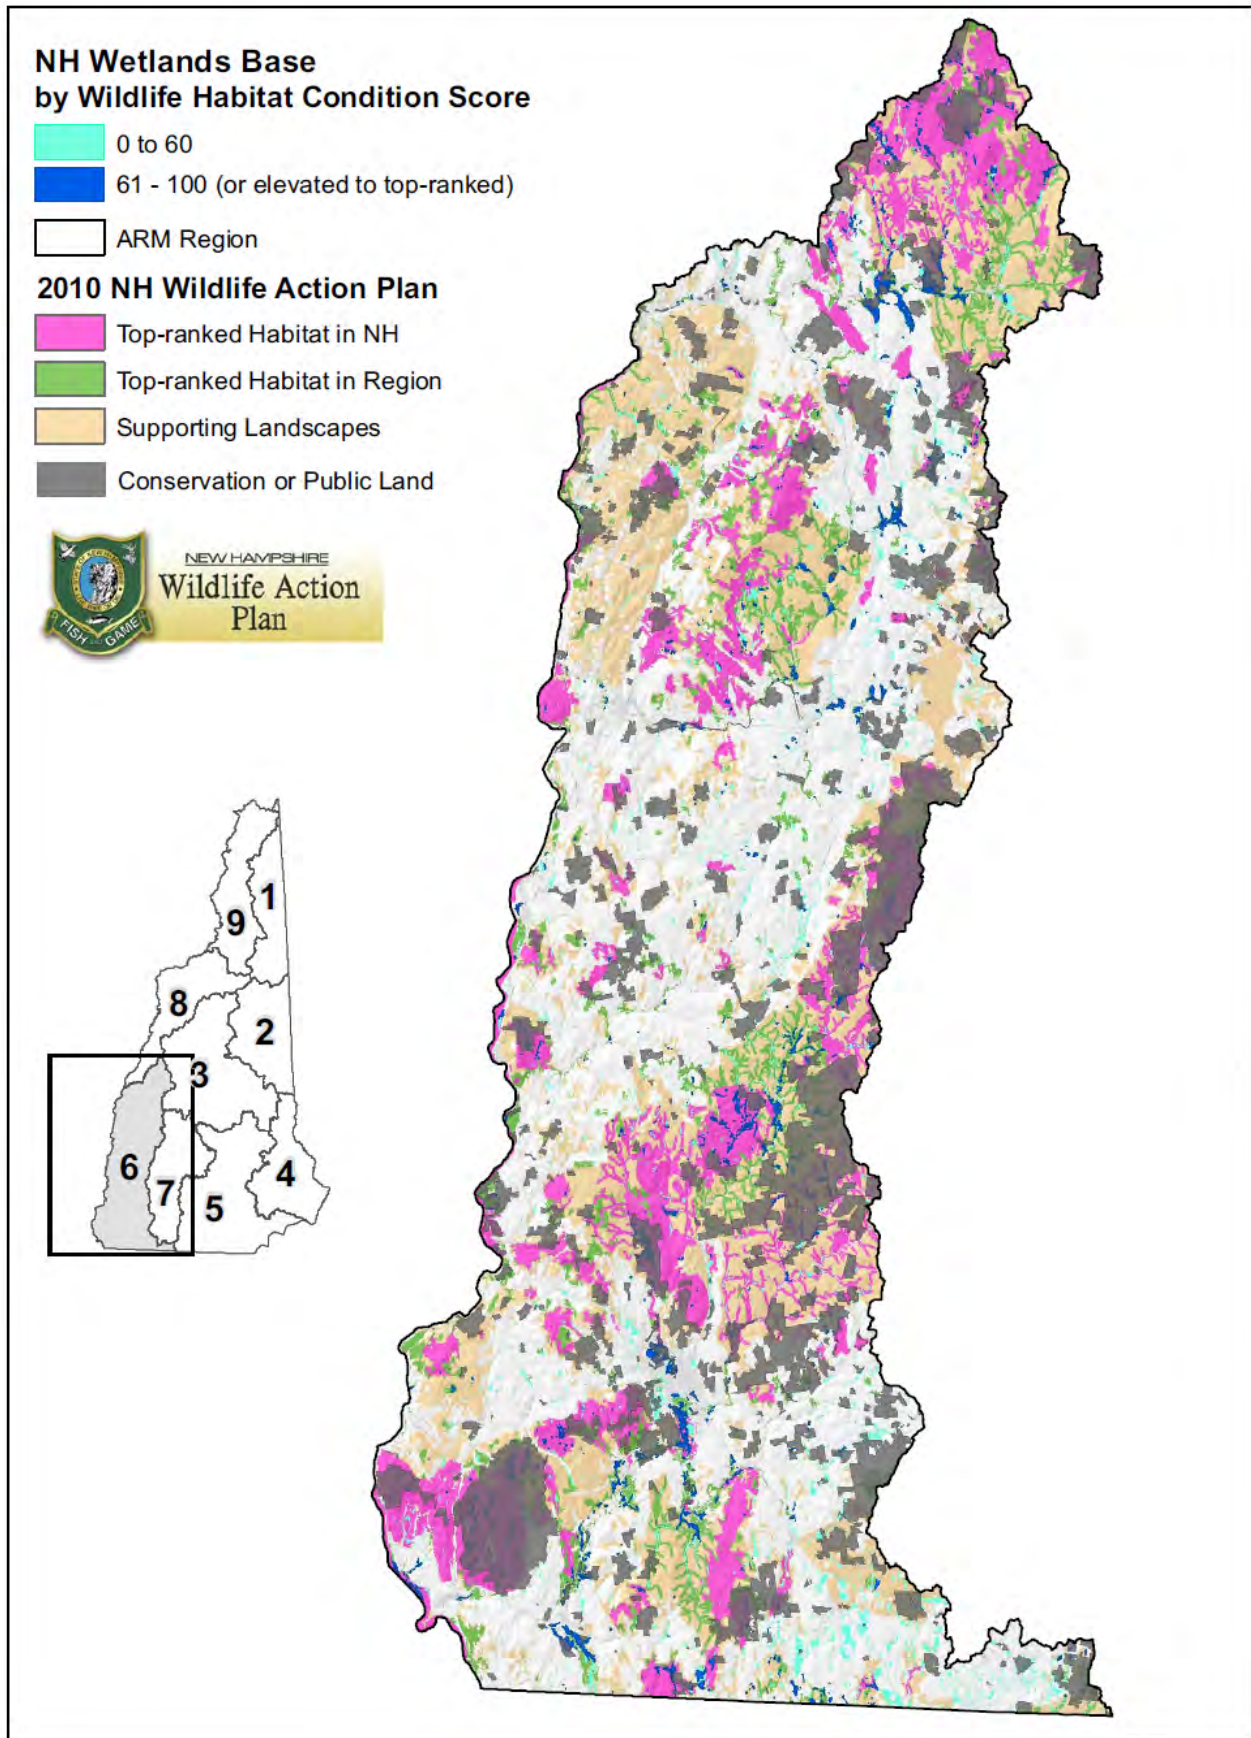 NH Wetlands Base
by Wildlife Habitat Condition Score
0 to 60
61 - 100 (or elevated to top-ranked)
ARM Region
2010 NH Wildlife Action Plan
Top-ranked Habitat in NH
Top-ranked Habitat in Region
Supporting Landscapes
Conservation or Public Land
NEW HAMPSHIRE
Wildlife Action
Plan
FISH AND GAME
1
9
8
2
3
6
7
5
4